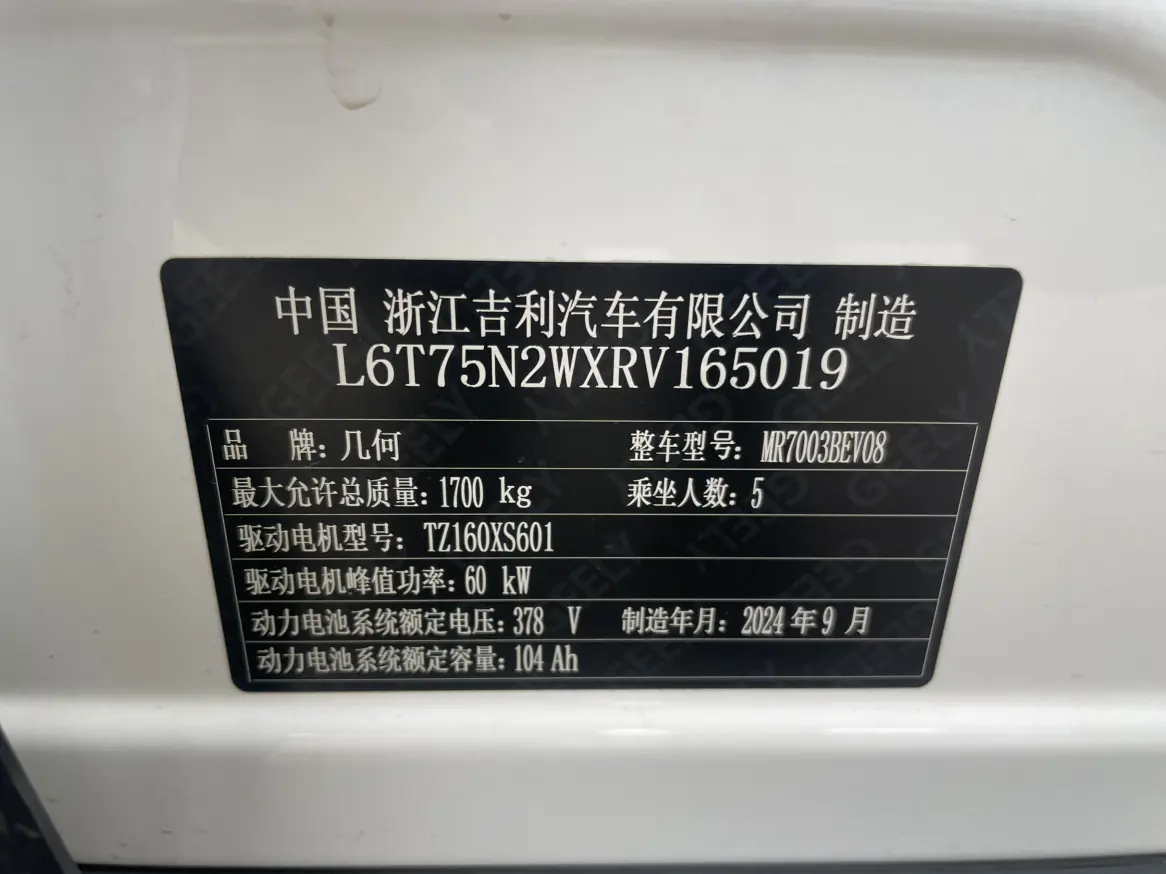 中国 浙江吉利汽车有限公司 制造
L6T75N2WXRV165019
品 牌: 几何 整车型号: MR7003BEV08
最大允许总质量: 1700 kg 乘坐人数: 5
驱动电机型号: TZ160XS601
驱动电机峰值功率: 60 kW
动力电池系统额定电压: 378 V 制造年月: 2024 年 9 月
动力电池系统额定容量: 104 Ah
GEELY